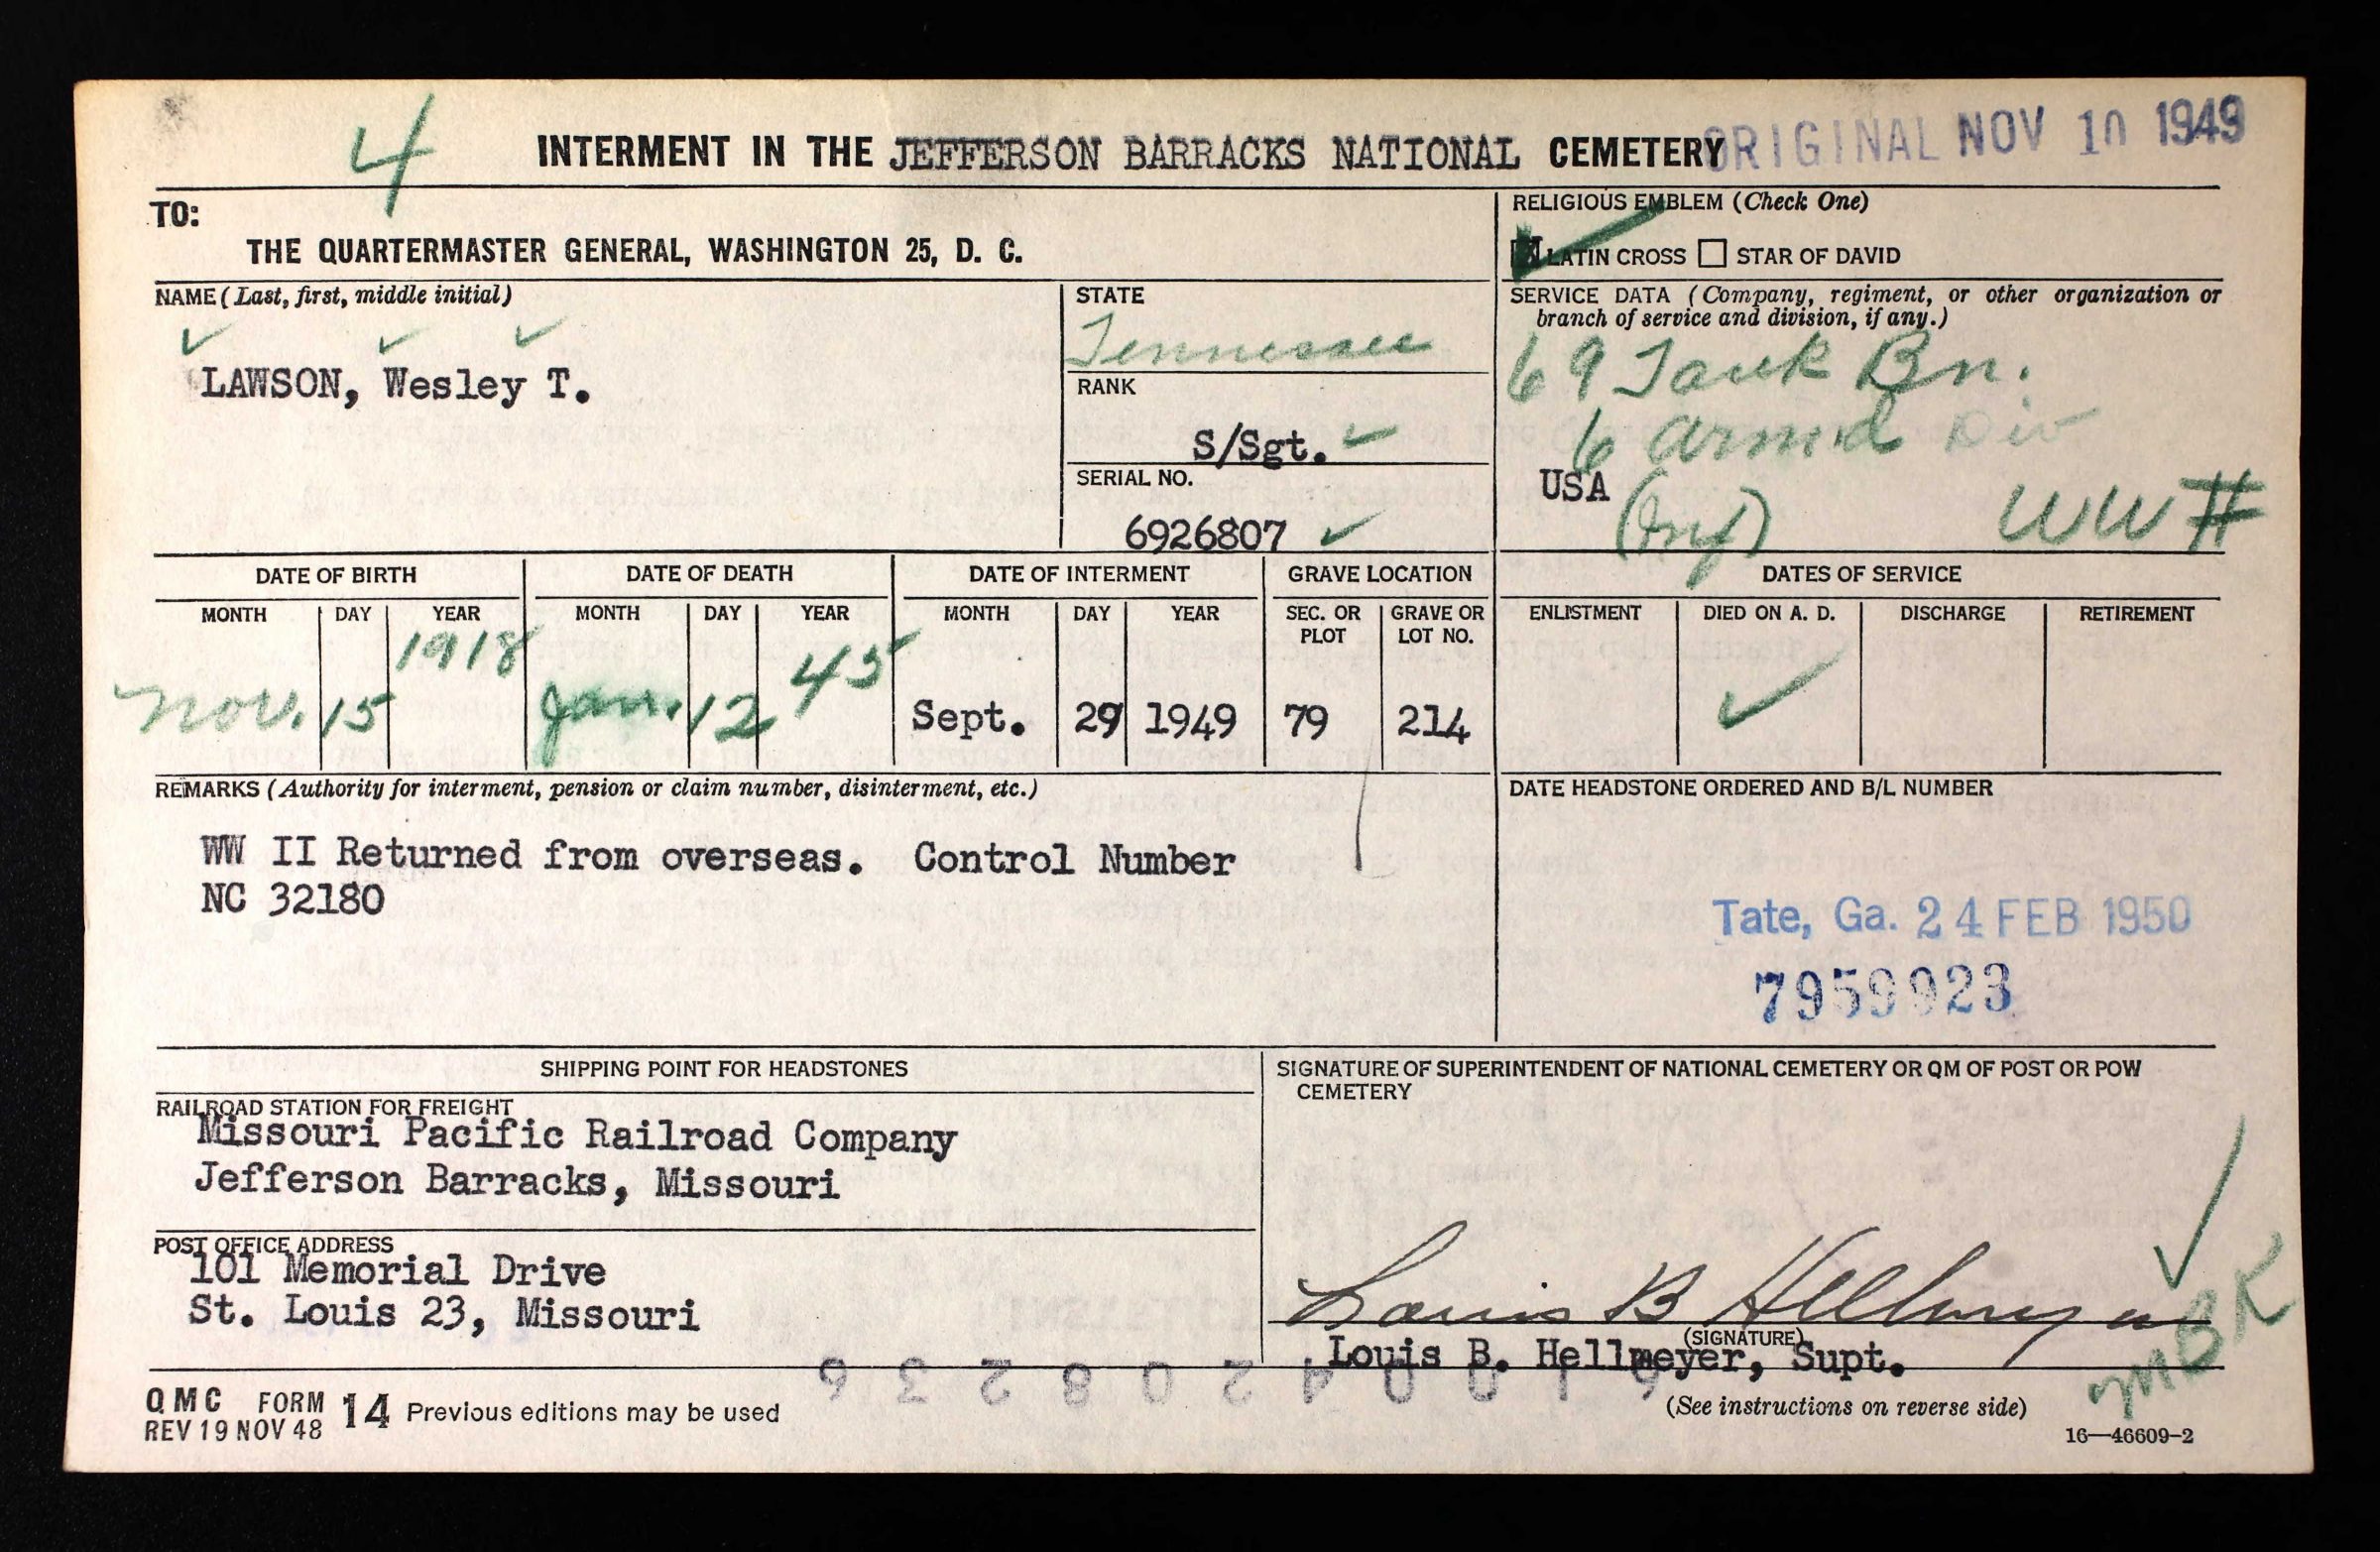 4
INTERMENT IN THE JEFFERSON BARRACKS NATIONAL CEMETERY
ORIGINAL NOV 10 1949
TO:
THE QUARTERMASTER GENERAL, WASHINGTON 25, D. C.
RELIGIOUS EMBLEM (Check One)
LATIN CROSS STAR OF DAVID
NAME (Last, first, middle initial)
LAWSON, Wesley T.
STATE
Tennessee
RANK
S/Sgt.
SERIAL NO.
6926807
SERVICE DATA (Company, regiment, or other organization or
branch of service and division, if any.)
69 Tank Bn.
6 Arm'd Div
USA (Inf) WW II
DATE OF BIRTH DATE OF DEATH DATE OF INTERMENT GRAVE LOCATION DATES OF SERVICE
MONTH DAY YEAR MONTH DAY YEAR MONTH DAY YEAR SEC. OR PLOT GRAVE OR LOT NO. ENLISTMENT DIED ON A. D. DISCHARGE RETIREMENT
Nov. 15 1918 Jan. 12 45 Sept. 29 1949 79 214
REMARKS (Authority for interment, pension or claim number, disinterment, etc.)
WW II Returned from overseas. Control Number
NC 32180
DATE HEADSTONE ORDERED AND B/L NUMBER
Tate, Ga. 24 FEB 1950
7959923
SHIPPING POINT FOR HEADSTONES
RAILROAD STATION FOR FREIGHT
Missouri Pacific Railroad Company
Jefferson Barracks, Missouri
POST OFFICE ADDRESS
101 Memorial Drive
St. Louis 23, Missouri
SIGNATURE OF SUPERINTENDENT OF NATIONAL CEMETERY OR QM OF POST OR POW
CEMETERY
Louis B Hellmeyer
(SIGNATURE)
Louis B. Hellmeyer, Supt.
MBK
QMC FORM 14 Previous editions may be used
REV 19 NOV 48
(See instructions on reverse side)
16—46609-2